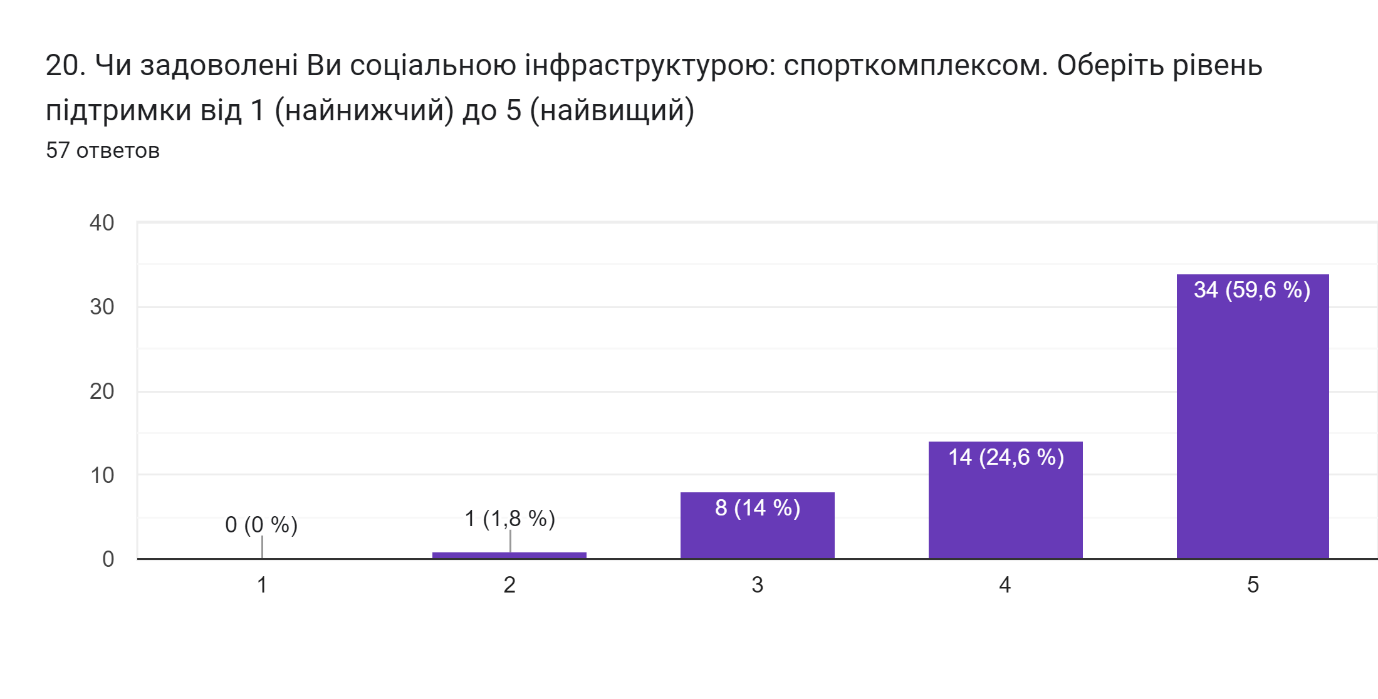 20. Чи задоволені Ви соціальною інфраструктурою: спорткомплексом. Оберіть рівень
підтримки від 1 (найнижчий) до 5 (найвищий)
57 ответов
40
30
20
10
0
0 (0 %)
1 (1,8 %)
8 (14 %)
14 (24,6 %)
34 (59,6 %)
1
2
3
4
5